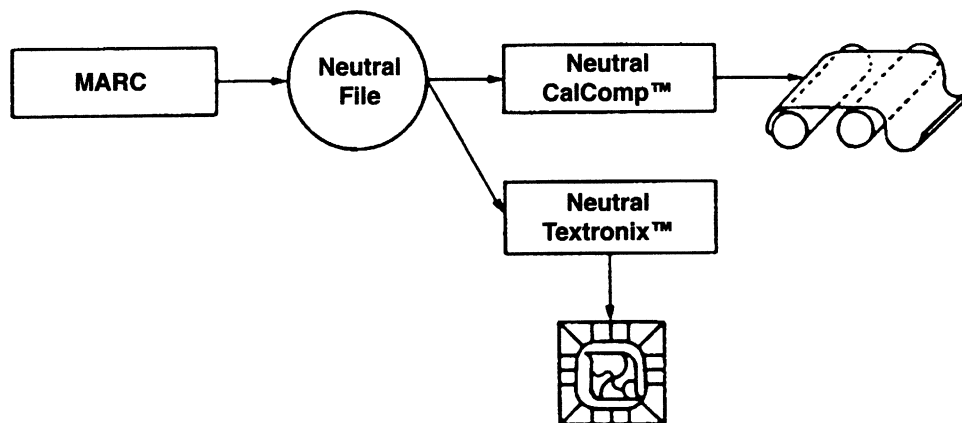 MARC
Neutral
File
Neutral
CalComp™
Neutral
Textronix™